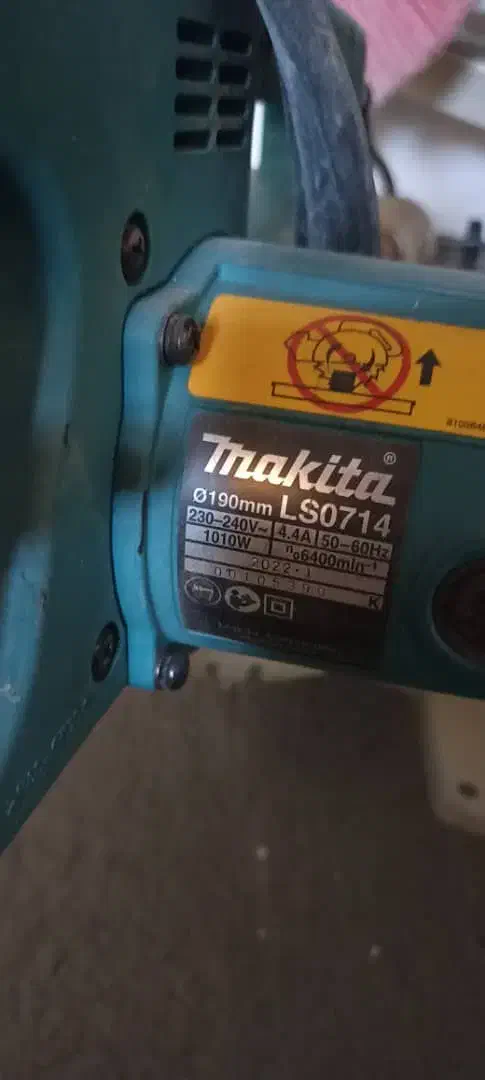 makita®
Ø190mm LS0714
230-240V~ 4.4A 50-60Hz
1010W n₀6400min⁻¹
2022·1
K